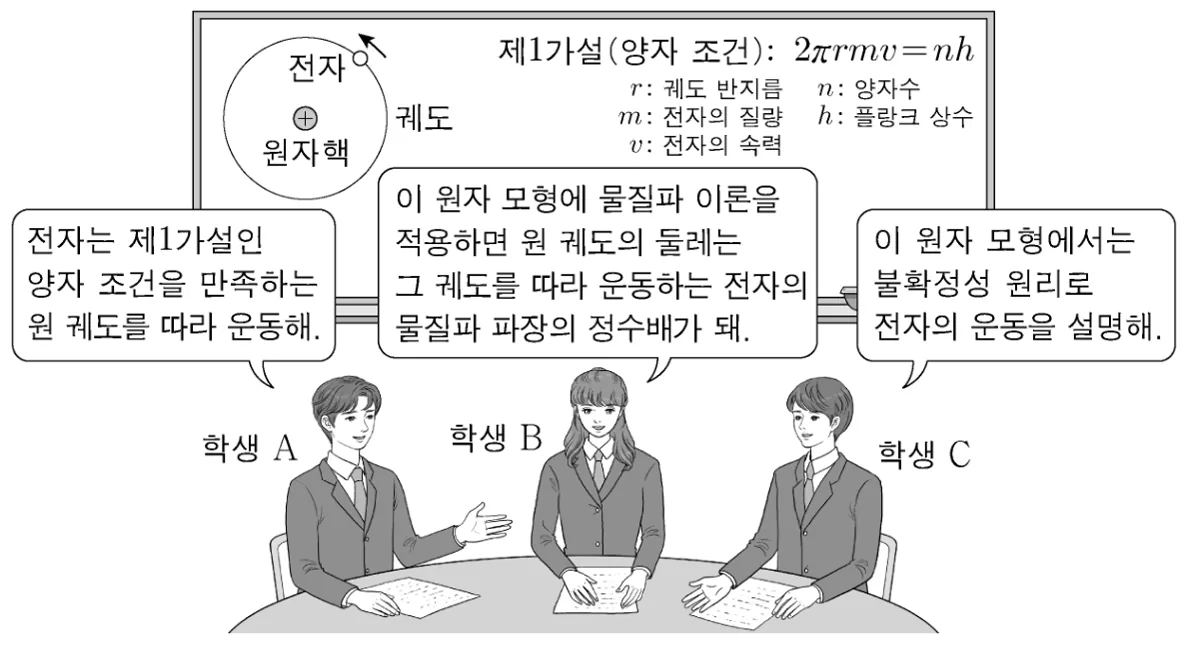 제1가설(양자 조건): 2πrmv=nh
전자
r: 궤도 반지름 n: 양자수
궤도
m: 전자의 질량 h: 플랑크 상수
원자핵
v: 전자의 속력
전자는 제1가설인
양자 조건을 만족하는
원 궤도를 따라 운동해.
이 원자 모형에 물질파 이론을
적용하면 원 궤도의 둘레는
그 궤도를 따라 운동하는 전자의
물질파 파장의 정수배가 돼.
이 원자 모형에서는
불확정성 원리로
전자의 운동을 설명해.
학생 A
학생 B
학생 C